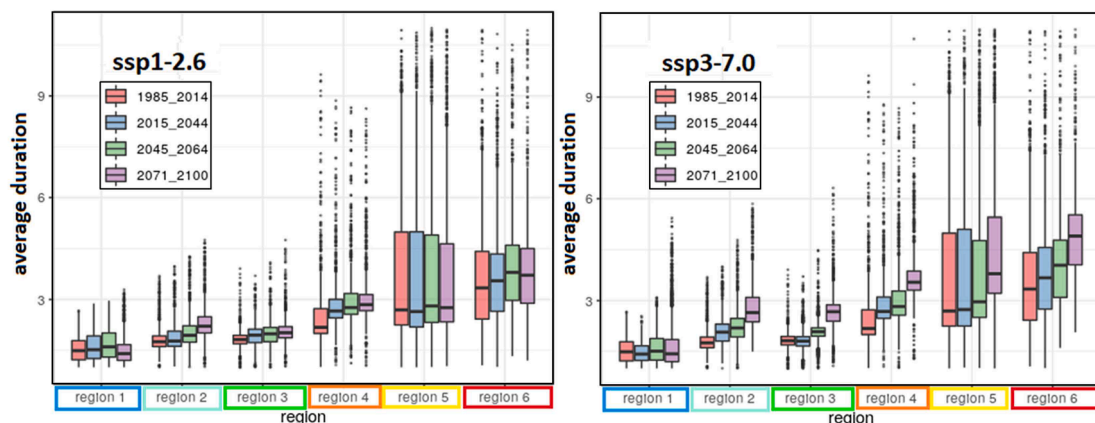 ssp1-2.6
1985_2014
2015_2044
2045_2064
2071_2100
average duration
9
6
3
region 1
region 2
region 3
region 4
region 5
region 6
region
ssp3-7.0
1985_2014
2015_2044
2045_2064
2071_2100
average duration
9
6
3
region 1
region 2
region 3
region 4
region 5
region 6
region